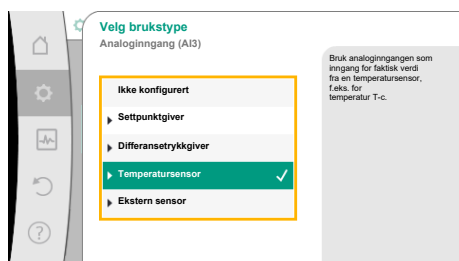 Velg brukstype
Analoginngang (AI3)
Ikke konfigurert
Settpunktgiver
Differansetrykkgiver
Temperatursensor
Ekstern sensor
Bruk analoginngangen som
inngang for faktisk verdi
fra en temperatursensor,
f.eks. for
temperatur T-c.